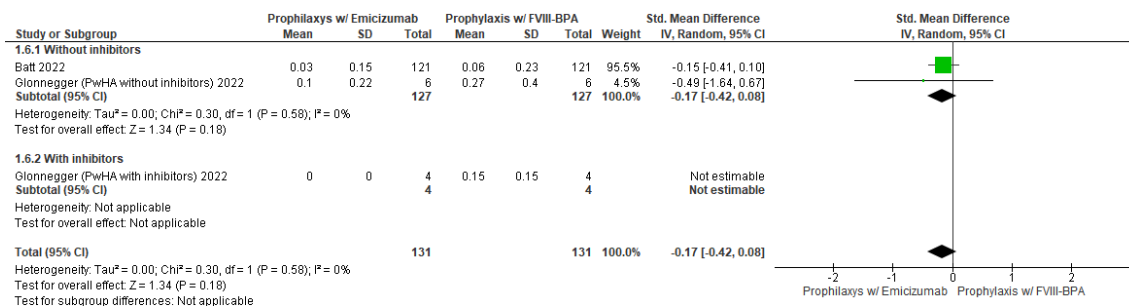 Prophilaxys w/ Emicizumab Prophylaxis w/ FVIII-BPA Std. Mean Difference Std. Mean Difference
Study or Subgroup Mean SD Total Mean SD Total Weight IV, Random, 95% CI IV, Random, 95% CI
1.6.1 Without inhibitors
Batt 2022 0.03 0.15 121 0.06 0.23 121 95.5% -0.15 [-0.41, 0.10]
Glonnegger (PwHA without inhibitors) 2022 0.1 0.22 6 0.27 0.4 6 4.5% -0.49 [-1.64, 0.67]
Subtotal (95% CI) 127 127 100.0% -0.17 [-0.42, 0.08]
Heterogeneity: Tau² = 0.00; Chi² = 0.30, df = 1 (P = 0.58); I² = 0%
Test for overall effect: Z = 1.34 (P = 0.18)
1.6.2 With inhibitors
Glonnegger (PwHA with inhibitors) 2022 0 0 4 0.15 0.15 4 Not estimable
Subtotal (95% CI) 4 4 Not estimable
Heterogeneity: Not applicable
Test for overall effect: Not applicable
Total (95% CI) 131 131 100.0% -0.17 [-0.42, 0.08]
Heterogeneity: Tau² = 0.00; Chi² = 0.30, df = 1 (P = 0.58); I² = 0%
Test for overall effect: Z = 1.34 (P = 0.18)
Test for subgroup differences: Not applicable
-2 -1 0 1 2
Prophilaxys w/ Emicizumab Prophylaxis w/ FVIII-BPA